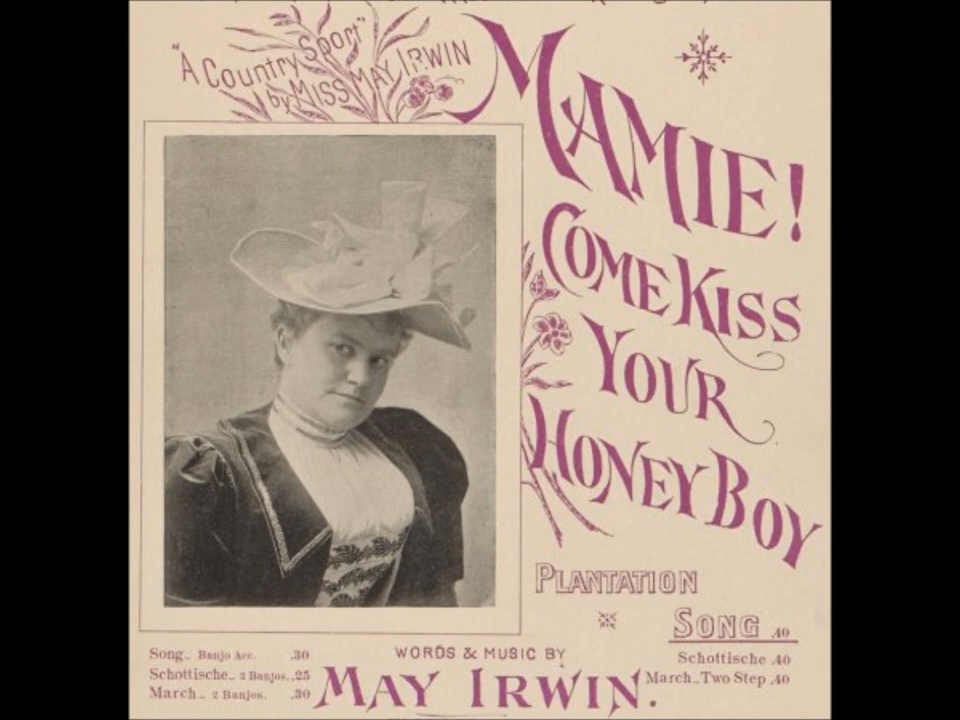 "A Country Sport"
by MISS MAY IRWIN
MAMIE!
COME KISS
YOUR
HONEY BOY
PLANTATION
SONG .40
Schottische .40
March_Two Step .40
Song_ Banjo Acc. .30
Schottische_ 2 Banjos. .25
March_ 2 Banjos. .30
WORDS & MUSIC BY
MAY IRWIN.